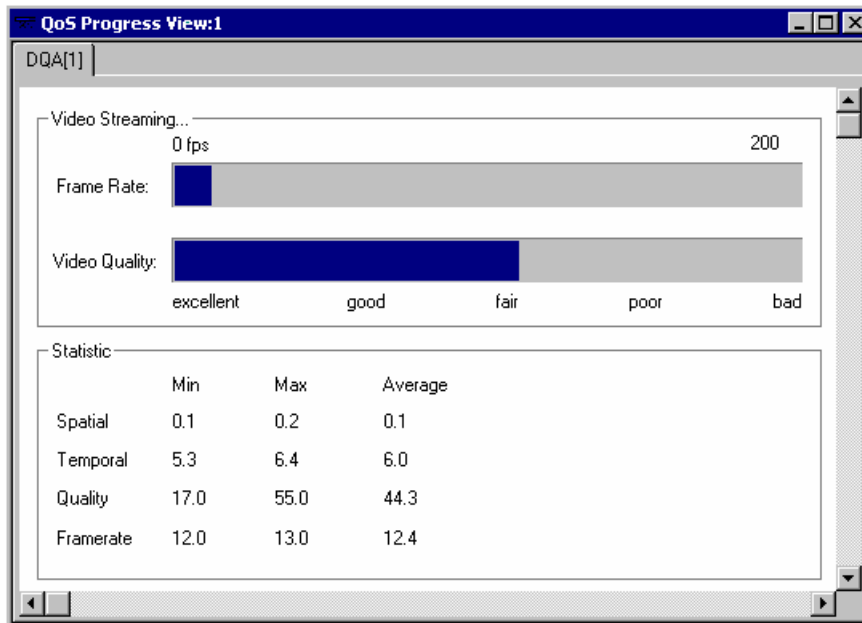 QoS Progress View:1
DQA[1]
Video Streaming...
0 fps 200
Frame Rate:
Video Quality:
excellent good fair poor bad
Statistic
Min Max Average
Spatial 0.1 0.2 0.1
Temporal 5.3 6.4 6.0
Quality 17.0 55.0 44.3
Framerate 12.0 13.0 12.4